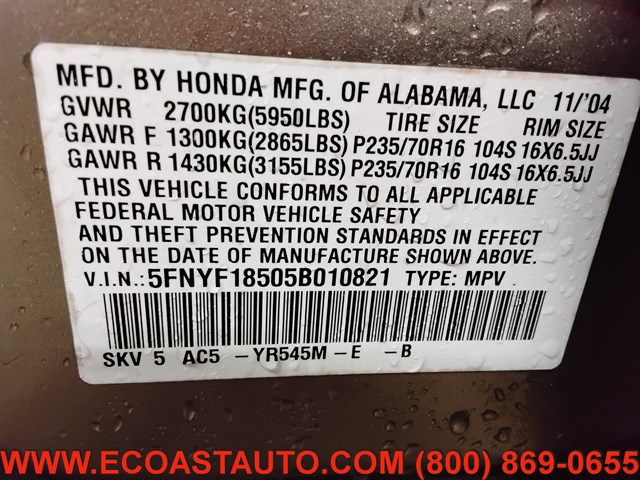 MFD. BY HONDA MFG. OF ALABAMA, LLC 11/'04
GVWR 2700KG(5950LBS) TIRE SIZE RIM SIZE
GAWR F 1300KG(2865LBS) P235/70R16 104S 16X6.5JJ
GAWR R 1430KG(3155LBS) P235/70R16 104S 16X6.5JJ
THIS VEHICLE CONFORMS TO ALL APPLICABLE
FEDERAL MOTOR VEHICLE SAFETY
AND THEFT PREVENTION STANDARDS IN EFFECT
ON THE DATE OF MANUFACTURE SHOWN ABOVE.
V.I.N.: 5FNYF18505B010821 TYPE: MPV
SKV 5 AC5 -YR545M-E -B
WWW.ECOASTAUTO.COM (800) 869-0655